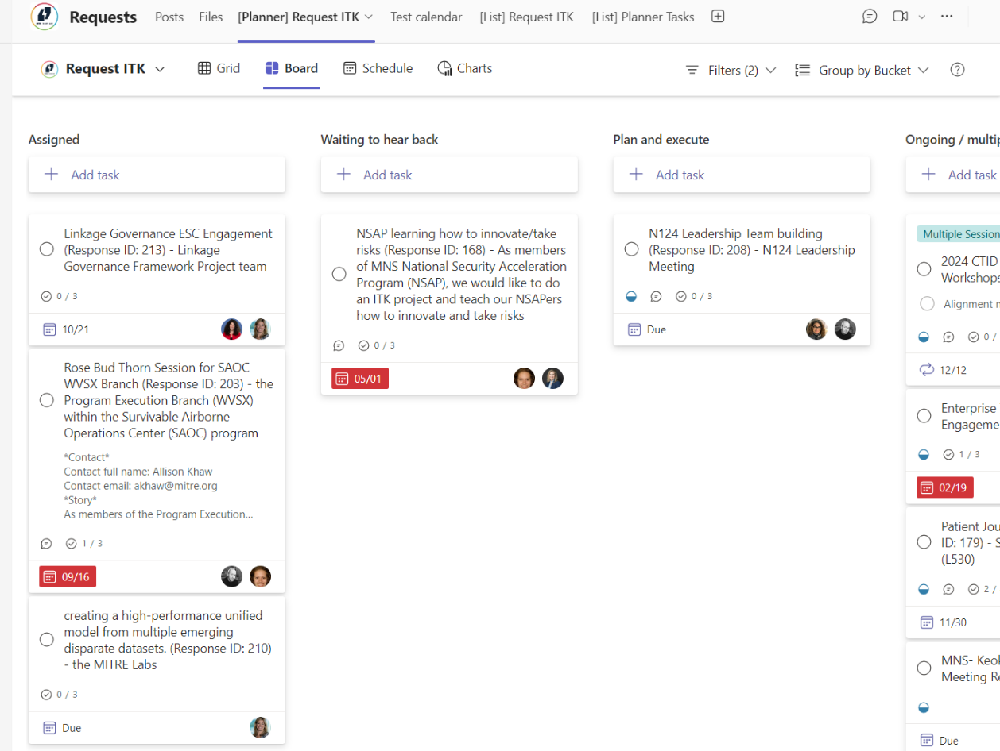 Requests Posts Files [Planner] Request ITK Test calendar [List] Request ITK [List] Planner Tasks
Request ITK Grid Board Schedule Charts Filters (2) Group by Bucket
Assigned
Add task
Linkage Governance ESC Engagement
(Response ID: 213) - Linkage
Governance Framework Project team
0 / 3
10/21
Rose Bud Thorn Session for SAOC
WVSX Branch (Response ID: 203) - the
Program Execution Branch (WVSX)
within the Survivable Airborne
Operations Center (SAOC) program
*Contact*
Contact full name: Allison Khaw
Contact email: akhaw@mitre.org
*Story*
As members of the Program Execution...
1 / 3
09/16
creating a high-performance unified
model from multiple emerging
disparate datasets. (Response ID: 210)
- the MITRE Labs
0 / 3
Due
Waiting to hear back
Add task
NSAP learning how to innovate/take
risks (Response ID: 168) - As members
of MNS National Security Acceleration
Program (NSAP), we would like to do
an ITK project and teach our NSAPers
how to innovate and take risks
0 / 3
05/01
Plan and execute
Add task
N124 Leadership Team building
(Response ID: 208) - N124 Leadership
Meeting
0 / 3
Due
Ongoing / multip
Add task
Multiple Session
2024 CTID
Workshops
Alignment
0 /
12/12
Enterprise
Engageme
1 / 3
02/19
Patient Jou
ID: 179) - S
(L530)
2 /
11/30
MNS- Keok
Meeting Re
Due